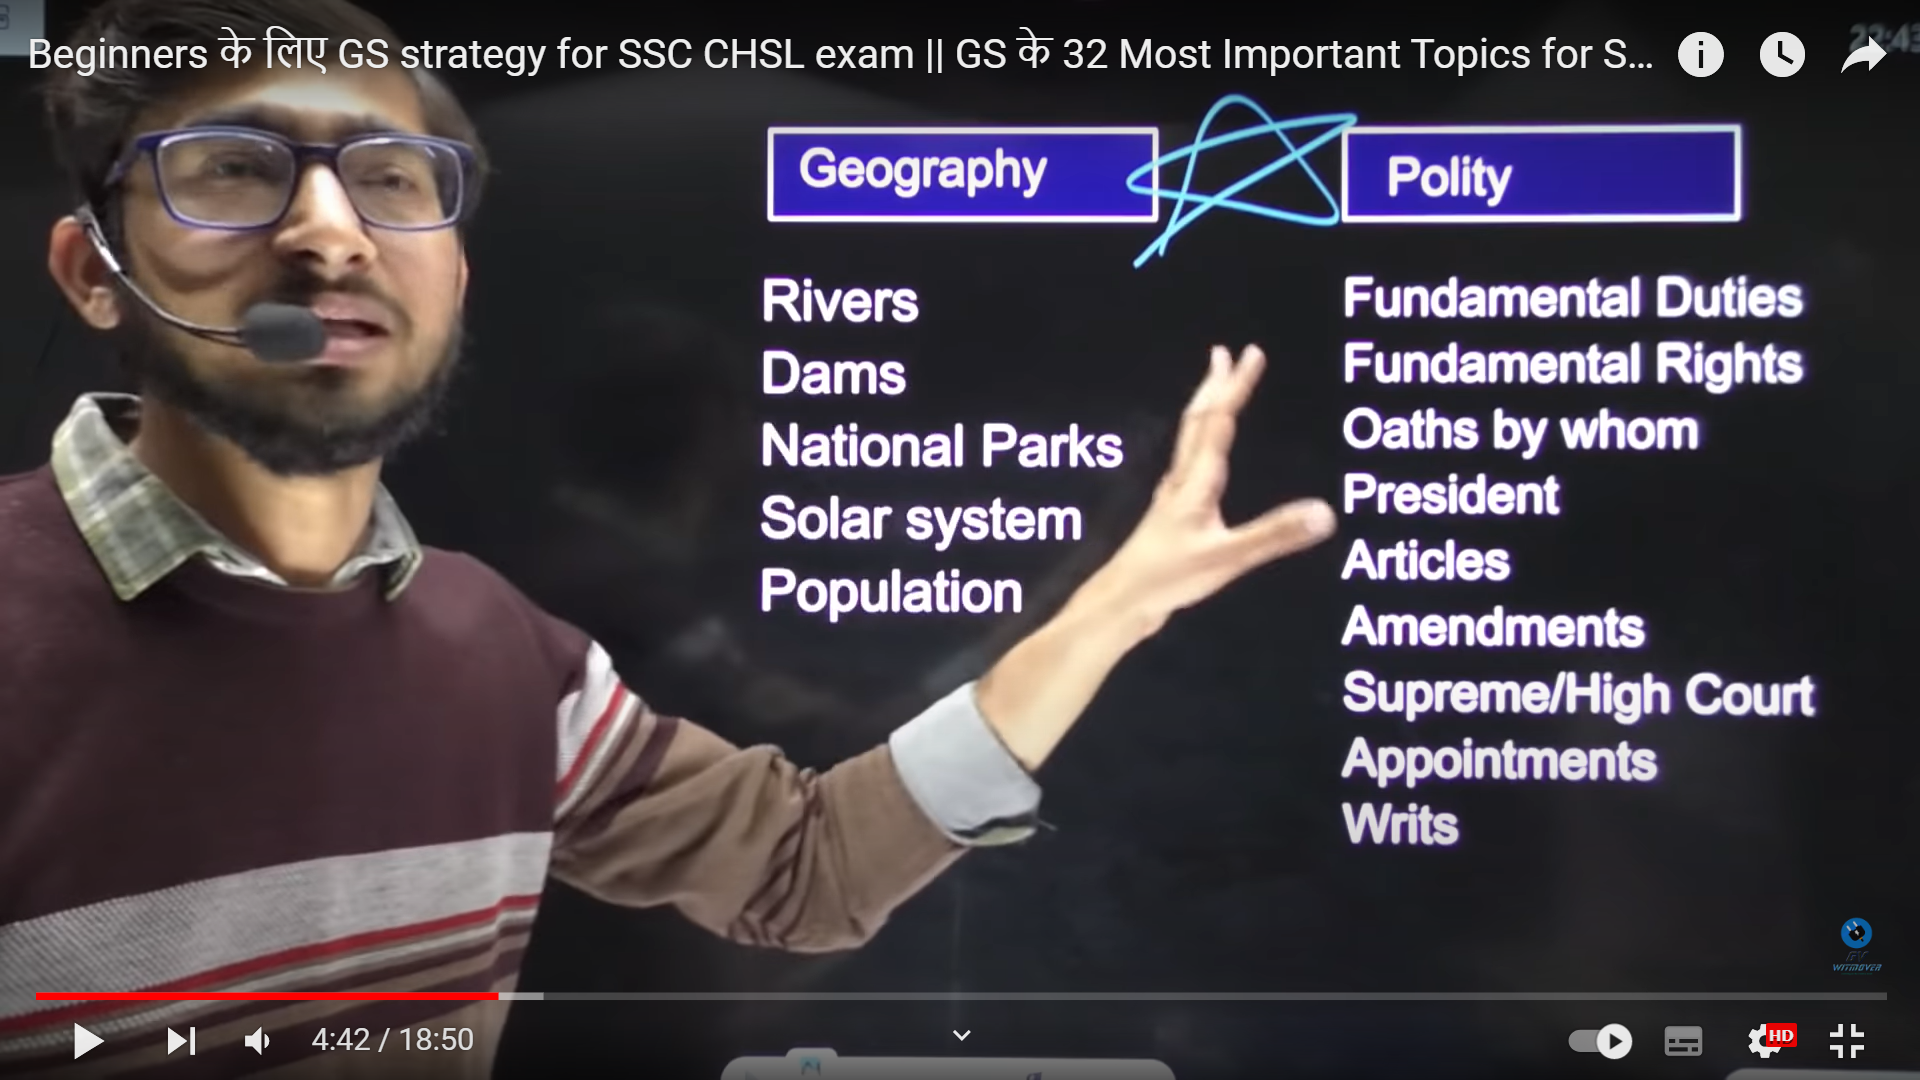 Beginners के लिए GS strategy for SSC CHSL exam || GS के 32 Most Important Topics for S...
Geography
Rivers
Dams
National Parks
Solar system
Population
Polity
Fundamental Duties
Fundamental Rights
Oaths by whom
President
Articles
Amendments
Supreme/High Court
Appointments
Writs
WITMOVER
4:42 / 18:50
HD